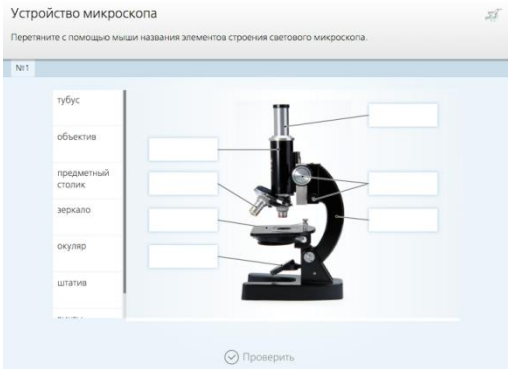 Устройство микроскопа
Перетяните с помощью мыши названия элементов строения светового микроскопа.
№1
тубус
объектив
предметный
столик
зеркало
окуляр
штатив
Проверить